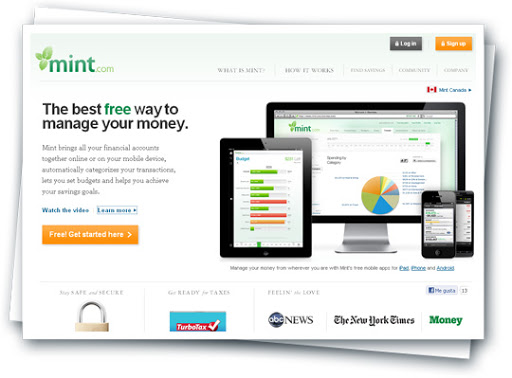 Log in
Sign up
mint.com
WHAT IS MINT?
HOW IT WORKS
FIND SAVINGS
COMMUNITY
COMPANY
Mint Canada
The best free way to
manage your money.
Mint brings all your financial accounts
together online or on your mobile device,
automatically categorizes your transactions,
lets you set budgets and helps you achieve
your savings goals.
Watch the video
Learn more
Free! Get started here
Budget
mint
Spending by
Category
Manage your money from wherever you are with Mint's free mobile apps for iPad, iPhone and Android.
Stay SAFE AND SECURE
Get READY FOR TAXES
FEELIN' the LOVE
Me gusta
TurboTax
abc NEWS
The New York Times
Money